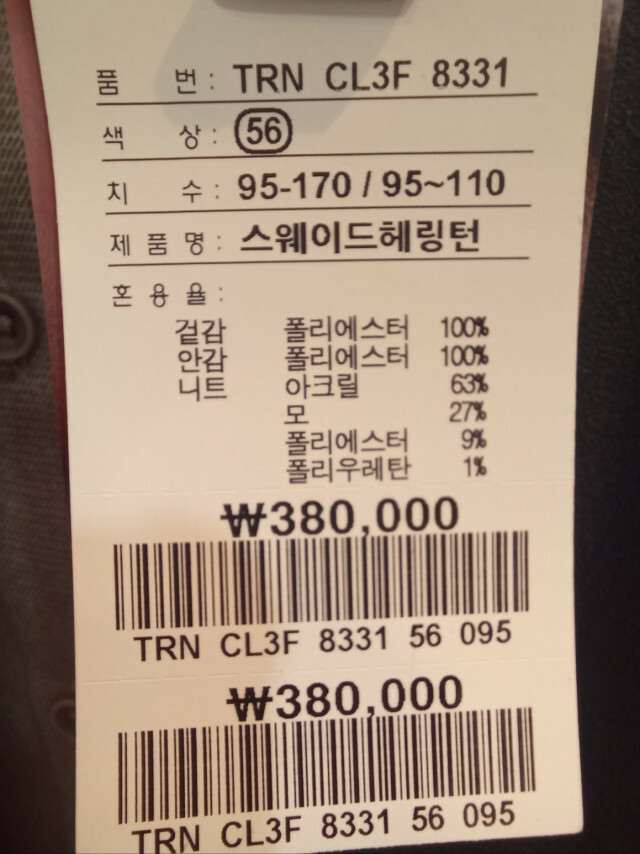 품 번 : TRN CL3F 8331
색 상 : 56
치 수 : 95-170 / 95~110
제 품 명 : 스웨이드헤링턴
혼 용 율 :
겉감 폴리에스터 100%
안감 폴리에스터 100%
니트 아크릴 63%
모 27%
폴리에스터 9%
폴리우레탄 1%
₩380,000
TRN CL3F 8331 56 095
₩380,000
TRN CL3F 8331 56 095